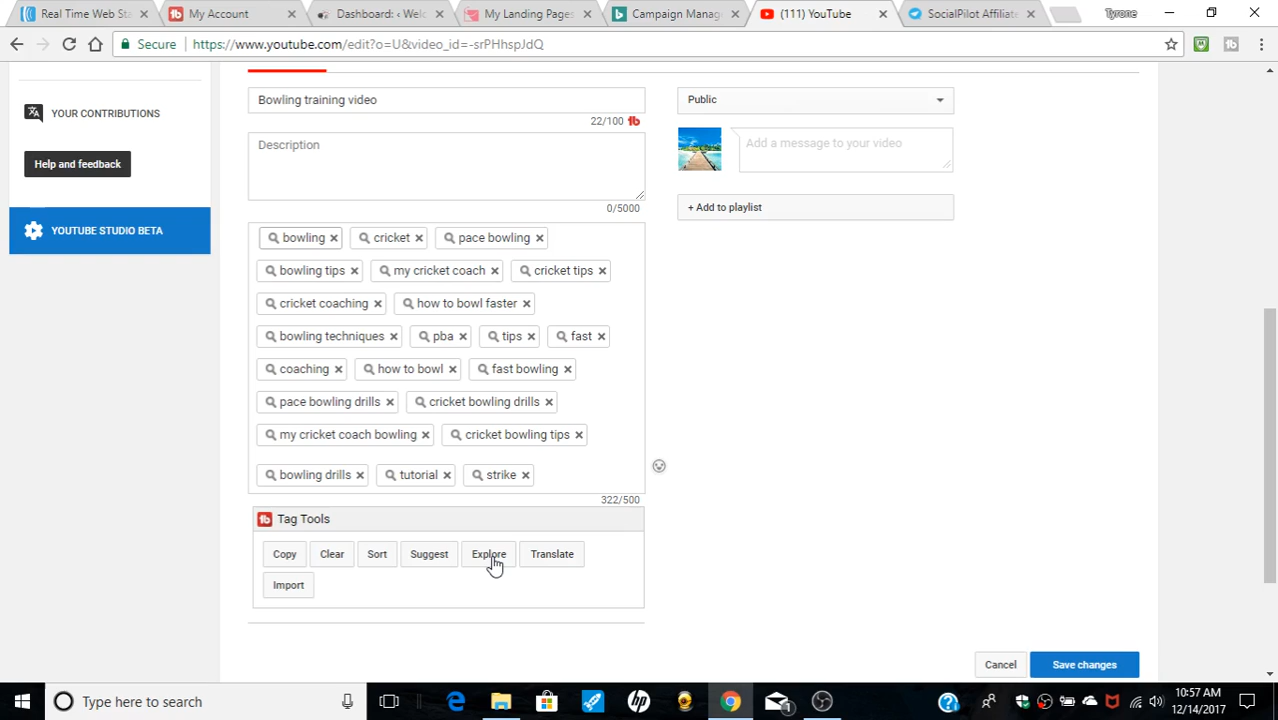 Real Time Web Sta
My Account
Dashboard: ‹ Welc
My Landing Pages
Campaign Manage
(111) YouTube
SocialPilot Affiliate
Tyrone
Secure
https://www.youtube.com/edit?o=U&video_id=-srPHhspJdQ
YOUR CONTRIBUTIONS
Help and feedback
YOUTUBE STUDIO BETA
Bowling training video
22/100
Public
Description
Add a message to your video
0/5000
+ Add to playlist
bowling cricket pace bowling
bowling tips my cricket coach cricket tips
cricket coaching how to bowl faster
bowling techniques pba tips fast
coaching how to bowl fast bowling
pace bowling drills cricket bowling drills
my cricket coach bowling cricket bowling tips
bowling drills tutorial strike
322/500
Tag Tools
Copy Clear Sort Suggest Explore Translate
Import
Cancel Save changes
Type here to search
10:57 AM
12/14/2017